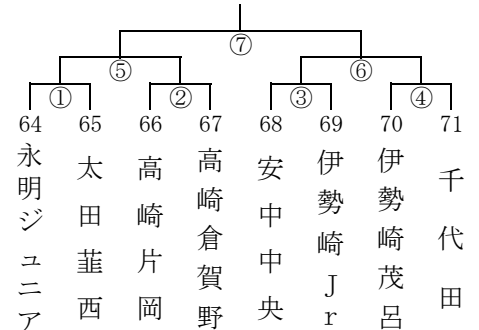 ⑦
⑤ ⑥
① ② ③ ④
64 65 66 67 68 69 70 71
永明ジュニア
太田韮西
高崎片岡
高崎倉賀野
安中中央
伊勢崎Jr
伊勢崎茂呂
千代田